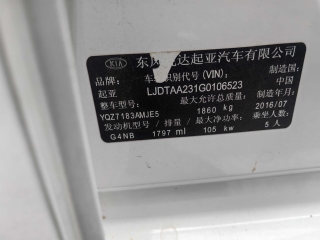 KIA 东风悦达起亚汽车有限公司
品牌: 车辆识别代号(VIN): 制造国:
起亚 LJDTAA231G0106523 中国
整车型号: 最大允许总质量: 制造年月:
YQZ7183AMJE5 1860 kg 2016/07
发动机型号 / 排量 / 最大净功率: 乘坐人数:
G4NB 1797 ml 105 kw 5 人